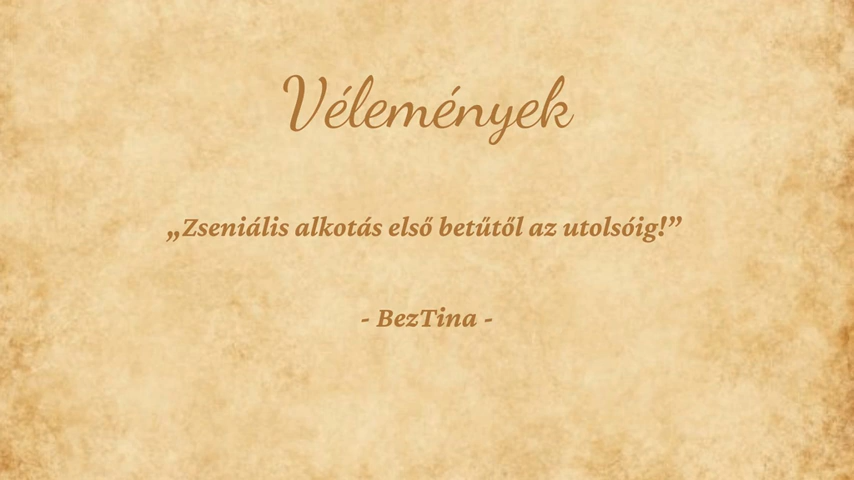 Vélemények
„Zseniális alkotás első betűtől az utolsóig!”
- BezTina -